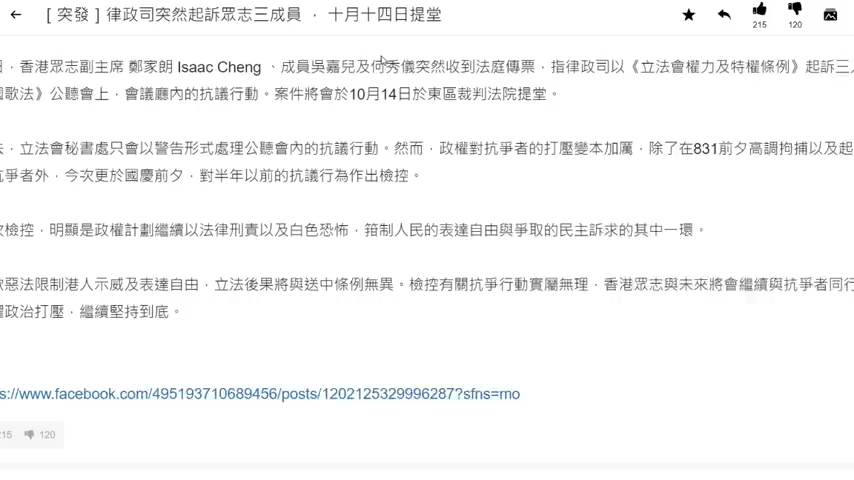 [ 突發 ] 律政司突然起訴眾志三成員 ， 十月十四日提堂
215
120
，香港眾志副主席 鄭家朗 Isaac Cheng 、成員吳嘉兒及何秀儀突然收到法庭傳票，指律政司以《立法會權力及特權條例》起訴三
歌法》公聽會上，會議廳內的抗議行動。案件將會於10月14日於東區裁判法院提堂。
，立法會秘書處只會以警告形式處理公聽會內的抗議行動。然而，政權對抗爭者的打壓變本加厲，除了在831前夕高調拘捕以及起
爭者外，今次更於國慶前夕，對半年以前的抗議行為作出檢控。
檢控，明顯是政權計劃繼續以法律刑責以及白色恐怖，箝制人民的表達自由與爭取的民主訴求的其中一環。
惡法限制港人示威及表達自由，立法後果將與送中條例無異。檢控有關抗爭行動實屬無理，香港眾志與未來將會繼續與抗爭者同行
政治打壓，繼續堅持到底。
s://www.facebook.com/495193710689456/posts/1202125329996287?sfns=mo
215 120